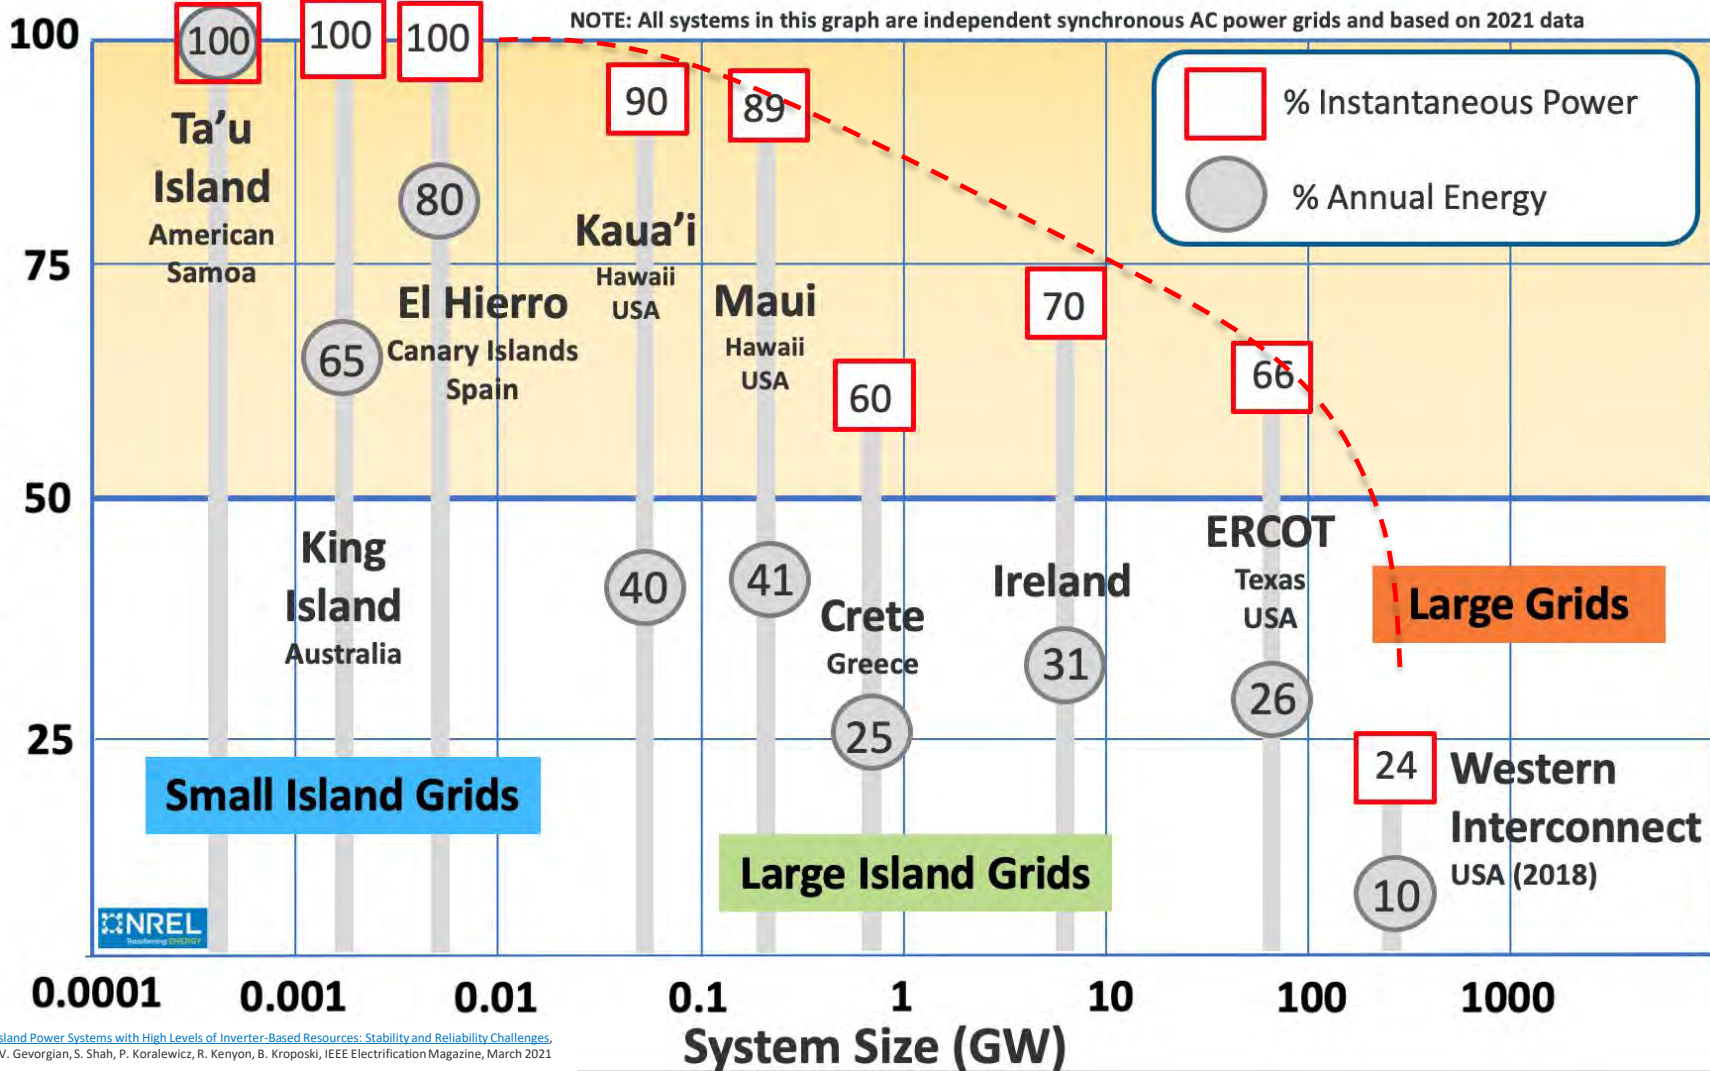 NOTE: All systems in this graph are independent synchronous AC power grids and based on 2021 data
100
75
50
25
100
100
100
90
89
% Instantaneous Power
% Annual Energy
Ta’u
Island
American
Samoa
80
65
El Hierro
Canary Islands
Spain
Kaua’i
Hawaii
USA
Maui
Hawaii
USA
60
70
66
King
Island
Australia
40
41
Crete
Greece
25
Ireland
31
ERCOT
Texas
USA
26
Large Grids
24
Western
Interconnect
USA (2018)
10
Small Island Grids
Large Island Grids
NREL
Transforming ENERGY
0.0001
0.001
0.01
0.1
1
10
100
1000
System Size (GW)
sland Power Systems with High Levels of Inverter-Based Resources: Stability and Reliability Challenges,
V. Gevorgian, S. Shah, P. Koralewicz, R. Kenyon, B. Kroposki, IEEE Electrification Magazine, March 2021